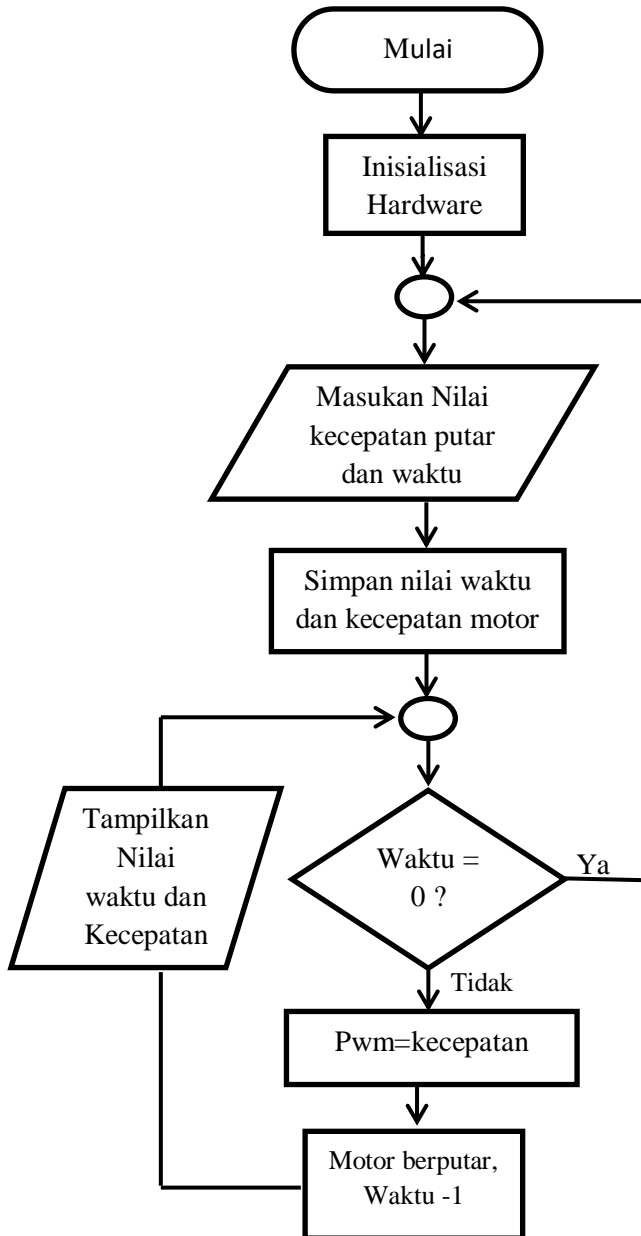 Mulai
Inisialisasi
Hardware
Masukan Nilai
kecepatan putar
dan waktu
Simpan nilai waktu
dan kecepatan motor
Tampilkan
Nilai
waktu dan
Kecepatan
Waktu =
0 ?
Ya
Tidak
Pwm=kecepatan
Motor berputar,
Waktu -1